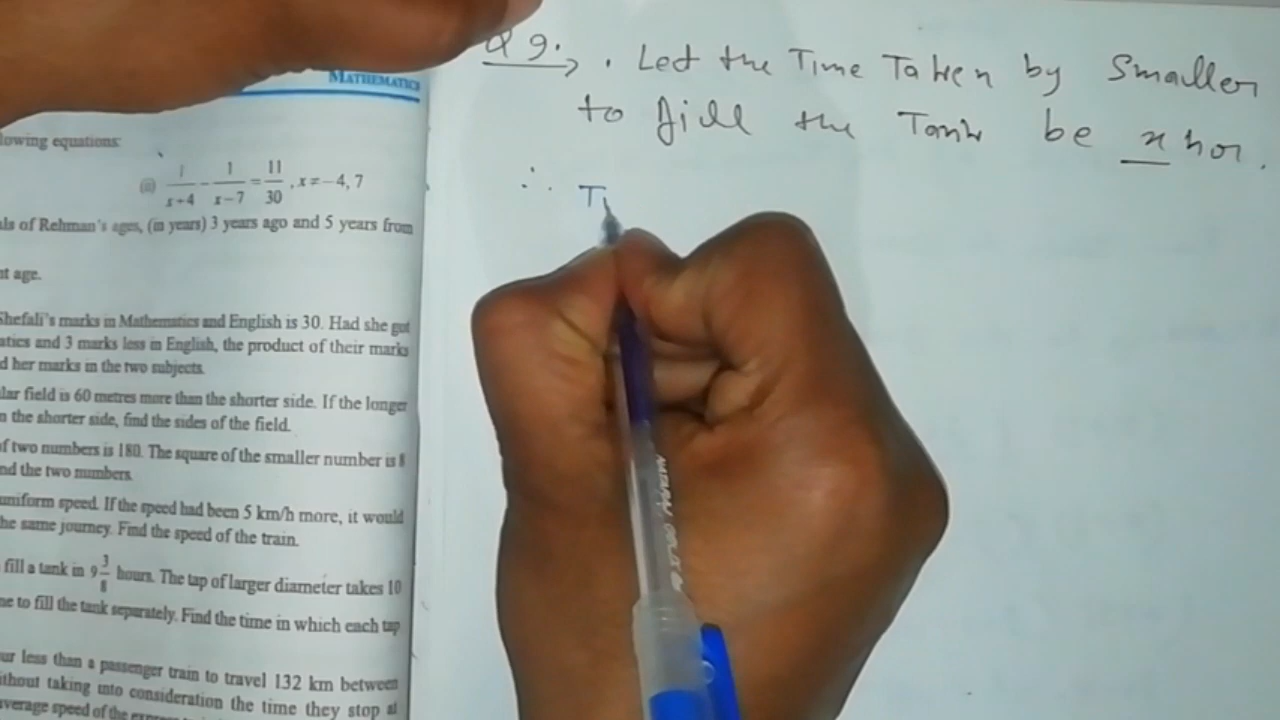 MATHEMATICS
lowing equations:
(ii) 1/x+4 − 1/x−7 = 11/30 , x ≠ −4, 7
of Rehman's ages, (in years) 3 years ago and 5 years from
age.
Shefali's marks in Mathematics and English is 30. Had she got
atics and 3 marks less in English, the product of their marks
d her marks in the two subjects.
lar field is 60 metres more than the shorter side. If the longer
n the shorter side, find the sides of the field.
f two numbers is 180. The square of the smaller number is 8
nd the two numbers.
uniform speed. If the speed had been 5 km/h more, it would
he same journey. Find the speed of the train.
fill a tank in 9 3/8 hours. The tap of larger diameter takes 10
me to fill the tank separately. Find the time in which each tap
ur less than a passenger train to travel 132 km between
ithout taking into consideration the time they stop at
average speed of the
Q 9. → . Let the Time Taken by Smaller
to fill the Tank be x hor.
∴ T